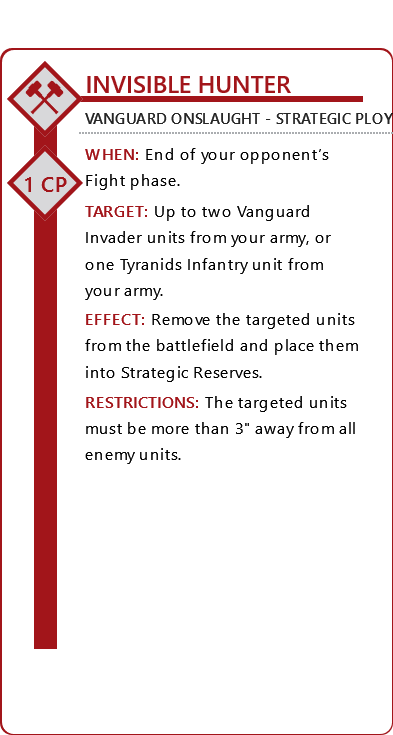 INVISIBLE HUNTER
VANGUARD ONSLAUGHT - STRATEGIC PLOY
1 CP
WHEN: End of your opponent's
Fight phase.
TARGET: Up to two Vanguard
Invader units from your army, or
one Tyranids Infantry unit from
your army.
EFFECT: Remove the targeted units
from the battlefield and place them
into Strategic Reserves.
RESTRICTIONS: The targeted units
must be more than 3" away from all
enemy units.